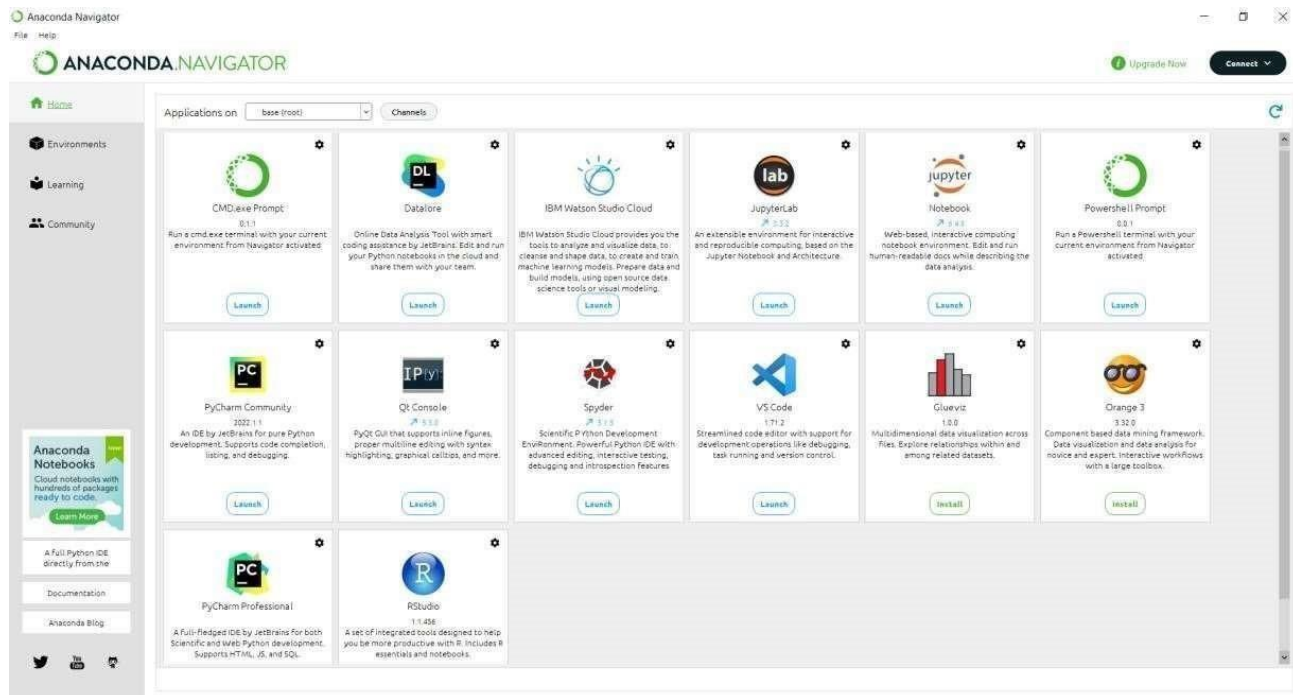 Anaconda Navigator
File Help
ANACONDA.NAVIGATOR
Upgrade Now
Connect
Home
Environments
Learning
Community
Applications on
base (root)
Channels
DL
lab
jupyter
CMD.exe Prompt
0.1.1
Run a cmd.exe terminal with your current
environment from Navigator activated
Launch
Datalore
Online Data Analysis Tool with smart
coding assistance by JetBrains. Edit and run
your Python notebooks in the cloud and
share them with your team.
Launch
IBM Watson Studio Cloud
IBM Watson Studio Cloud provides you the
tools to analyze and visualize data, to
cleanse and shape data, to create and train
machine learning models. Prepare data and
build models, using open source data
science tools or visual modeling.
Launch
JupyterLab
3.3.2
An extensible environment for interactive
and reproducible computing, based on the
Jupyter Notebook and Architecture.
Launch
Notebook
Web-based, interactive computing
notebook environment. Edit and run
human-readable docs while describing the
data analysis.
Launch
Powershell Prompt
0.0.1
Run a Powershell terminal with your
current environment from Navigator
activated
Launch
PC
PyCharm Community
2022.1.1
An IDE by JetBrains for pure Python
development. Supports code completion,
listing, and debugging.
Launch
IP[y]:
Qt Console
5.3.0
PyQt GUI that supports inline figures,
proper multiline editing with syntax
highlighting, graphical calltips, and more.
Launch
Spyder
5.1.5
Scientific PYthon Development
EnviRonment. Powerful Python IDE with
advanced editing, interactive testing,
debugging and introspection features
Launch
VS Code
1.71.2
Streamlined code editor with support for
development operations like debugging,
task running and version control.
Launch
Glueviz
1.0.0
Multidimensional data visualization across
files. Explore relationships within and
among related datasets.
Install
Orange 3
3.32.0
Component based data mining framework.
Data visualization and data analysis for
novice and expert. Interactive workflows
with a large toolbox.
Install
PC
PyCharm Professional
A full-fledged IDE by JetBrains for both
Scientific and Web Python development.
Supports HTML, JS, and SQL.
R
RStudio
1.1.456
A set of integrated tools designed to help
you be more productive with R. Includes R
essentials and notebooks.
Anaconda
Notebooks
Cloud notebooks with
hundreds of packages
ready to code.
Learn More
A full Python IDE
directly from the
Documentation
Anaconda Blog
You
Tube